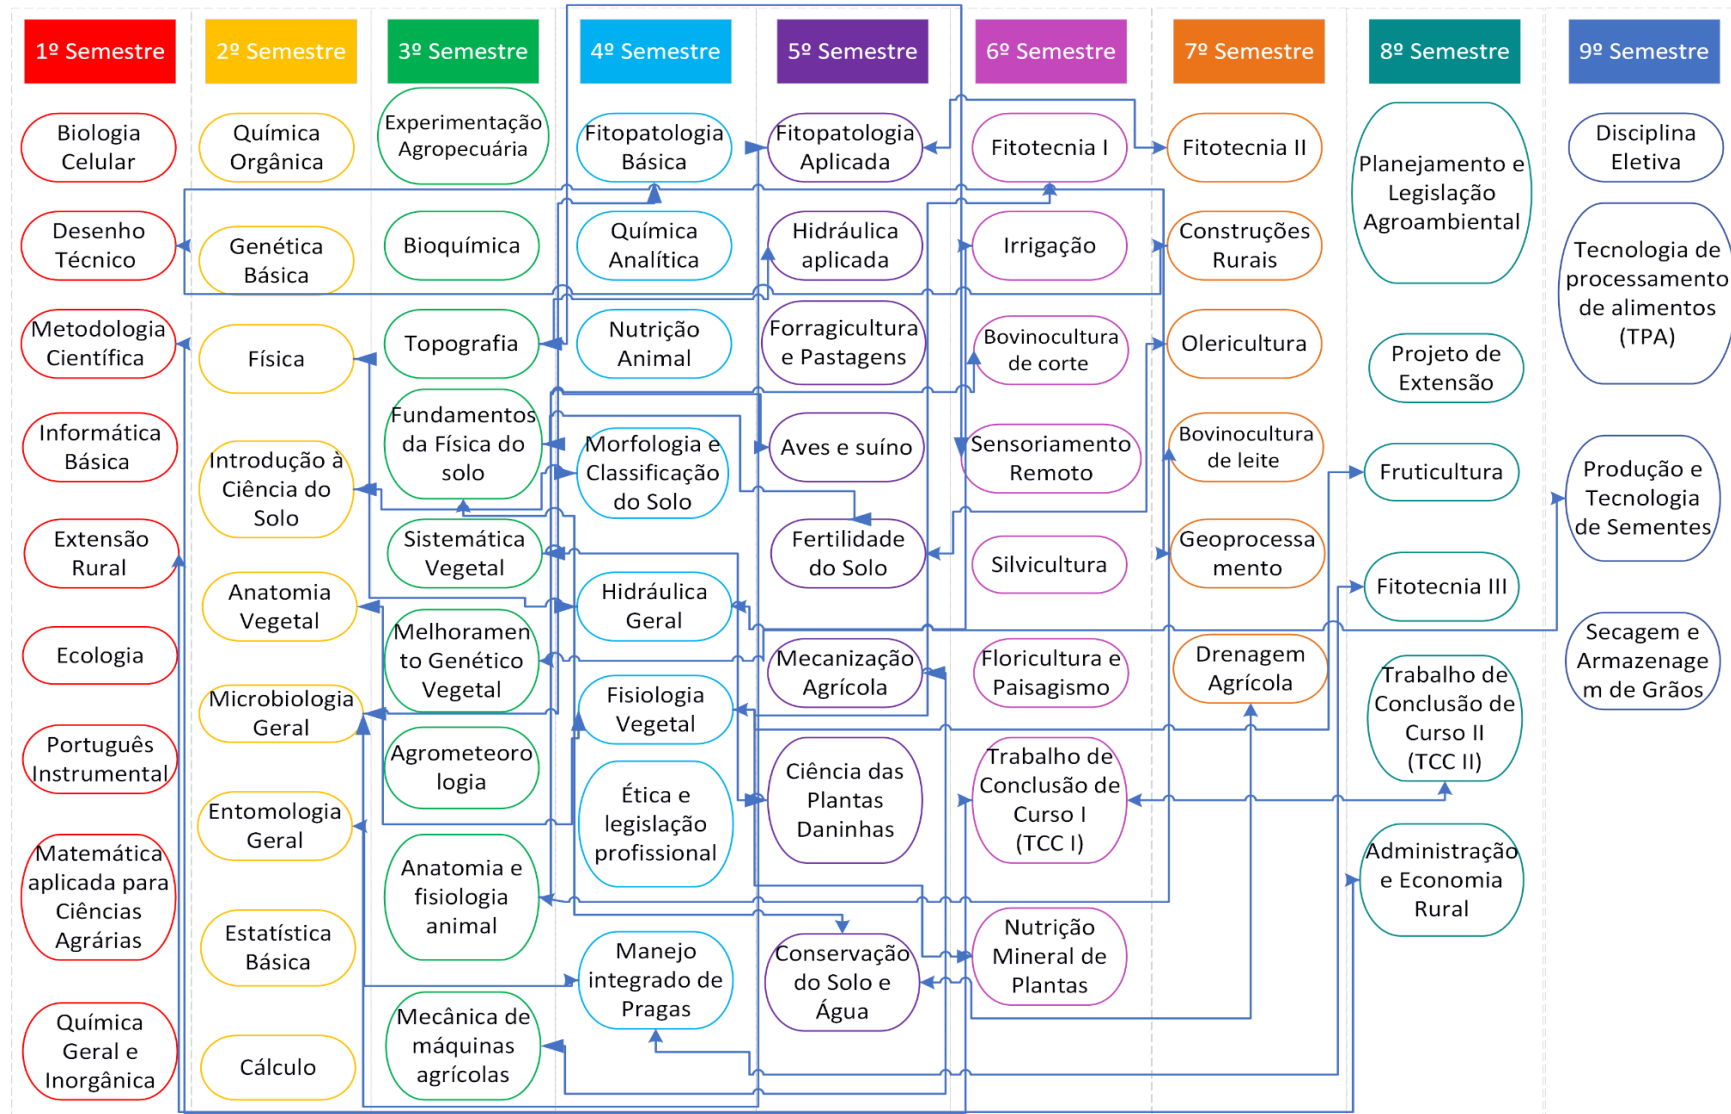 1º Semestre
Biologia
Celular
Desenho
Técnico
Metodologia
Científica
Informática
Básica
Extensão
Rural
Ecologia
Português
Instrumental
Matemática
aplicada para
Ciências
Agrárias
Química
Geral e
Inorgânica
2º Semestre
Química
Orgânica
Genética
Básica
Física
Introdução à
Ciência do
Solo
Anatomia
Vegetal
Microbiologia
Geral
Entomologia
Geral
Estatística
Básica
Cálculo
3º Semestre
Experimentação
Agropecuária
Bioquímica
Topografia
Fundamentos
da Física do
solo
Sistemática
Vegetal
Melhoramen
to Genético
Vegetal
Agrometeoro
logia
Anatomia e
fisiologia
animal
Mecânica de
máquinas
agrícolas
4º Semestre
Fitopatologia
Básica
Química
Analítica
Nutrição
Animal
Morfologia e
Classificação
do Solo
Hidráulica
Geral
Fisiologia
Vegetal
Ética e
legislação
profissional
Manejo
integrado de
Pragas
5º Semestre
Fitopatologia
Aplicada
Hidráulica
aplicada
Forragicultura
e Pastagens
Aves e suíno
Fertilidade
do Solo
Mecanização
Agrícola
Ciência das
Plantas
Daninhas
Conservação
do Solo e
Água
6º Semestre
Fitotecnia I
Irrigação
Bovinocultura
de corte
Sensoriamento
Remoto
Silvicultura
Floricultura e
Paisagismo
Trabalho de
Conclusão de
Curso I
(TCC I)
Nutrição
Mineral de
Plantas
7º Semestre
Fitotecnia II
Construções
Rurais
Olericultura
Bovinocultura
de leite
Geoprocessa
mento
Drenagem
Agrícola
8º Semestre
Planejamento e
Legislação
Agroambiental
Projeto de
Extensão
Fruticultura
Fitotecnia III
Trabalho de
Conclusão de
Curso II
(TCC II)
Administração
e Economia
Rural
9º Semestre
Disciplina
Eletiva
Tecnologia de
processamento
de alimentos
(TPA)
Produção e
Tecnologia
de Sementes
Secagem e
Armazenage
m de Grãos